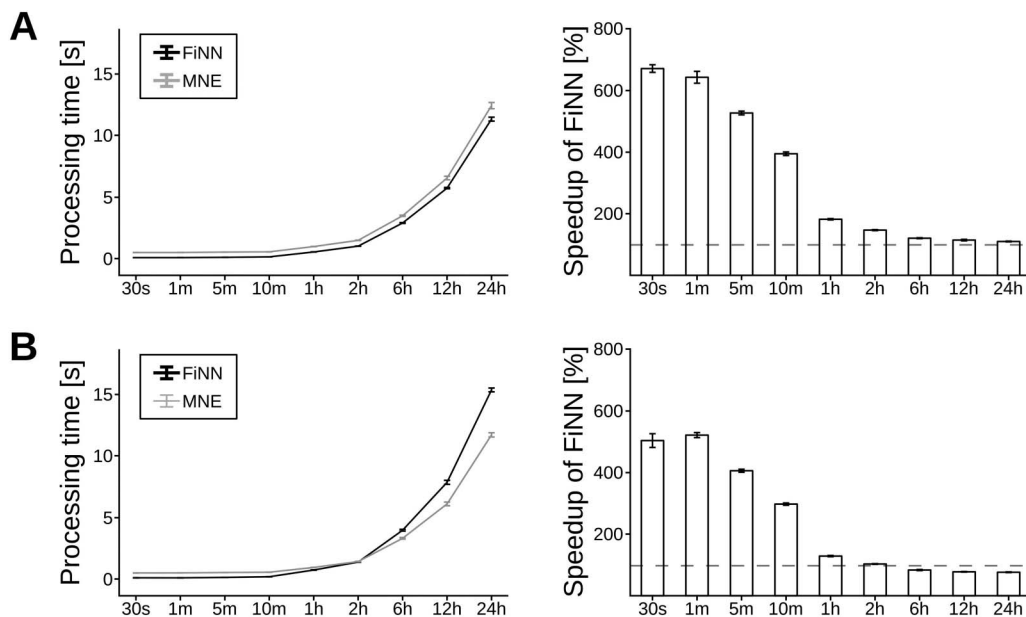 A
Processing time [s]
15
10
5
0
FiNN
MNE
30s 1m 5m 10m 1h 2h 6h 12h 24h
Speedup of FiNN [%]
800
600
400
200
30s 1m 5m 10m 1h 2h 6h 12h 24h
B
Processing time [s]
15
10
5
0
FiNN
MNE
30s 1m 5m 10m 1h 2h 6h 12h 24h
Speedup of FiNN [%]
800
600
400
200
30s 1m 5m 10m 1h 2h 6h 12h 24h